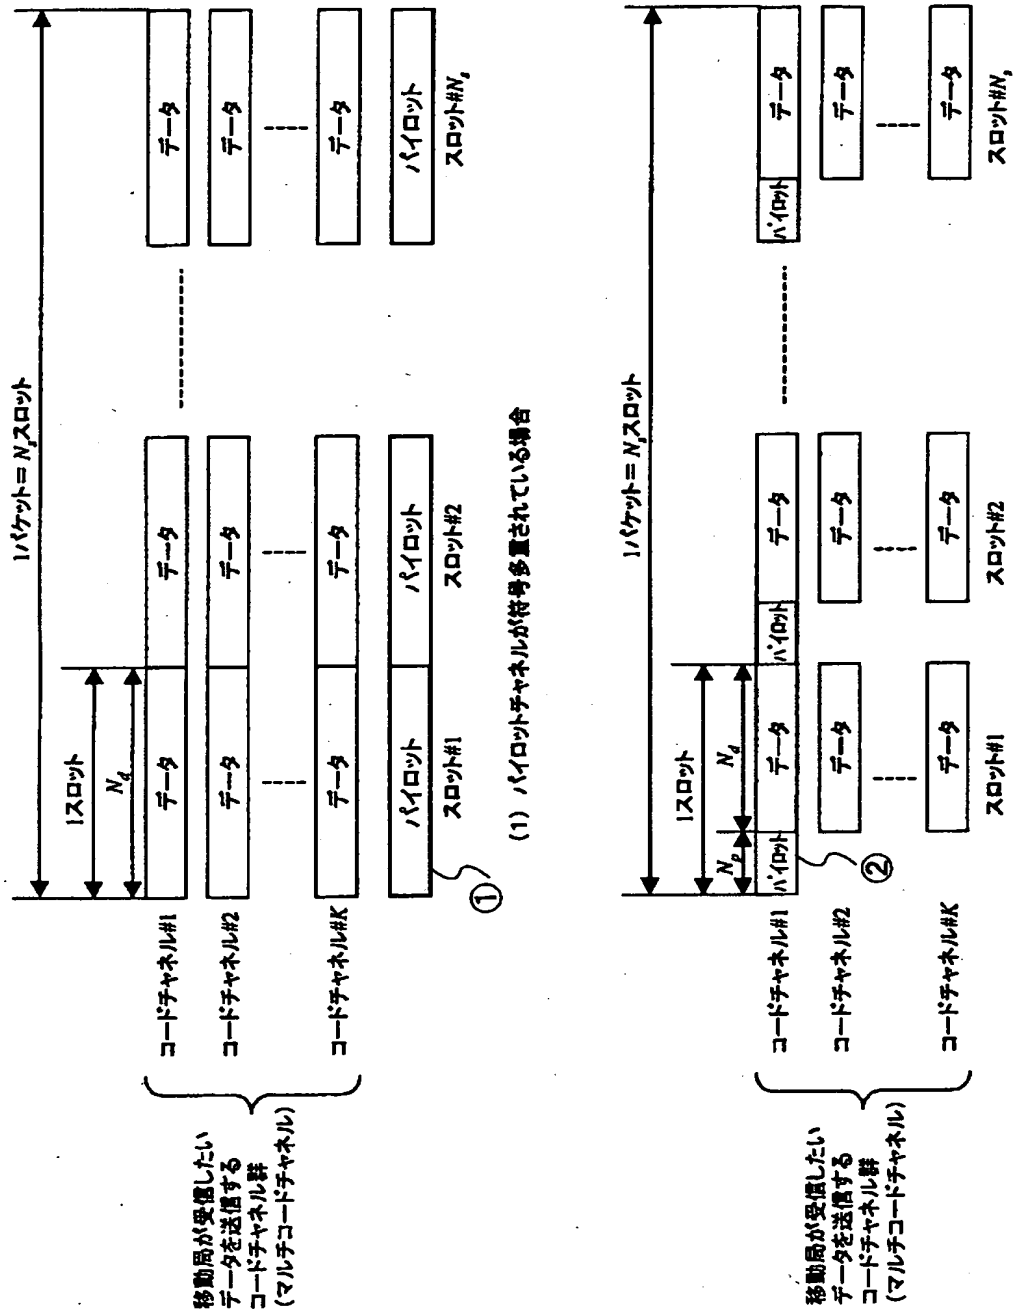 1パケット＝Nsスロット
1スロット
Nd
コードチャネル#1
データ
データ
データ
コードチャネル#2
データ
データ
データ
コードチャネル#K
データ
データ
データ
パイロット
パイロット
パイロット
①
スロット#1
スロット#2
スロット#Ns
移動局が受信したい
データを送信する
コードチャネル群
(マルチコードチャネル)
(1) パイロットチャネルが符号多重されている場合
1パケット＝Nsスロット
1スロット
Np
Nd
コードチャネル#1
パイロット
データ
パイロット
データ
パイロット
データ
②
コードチャネル#2
データ
データ
データ
コードチャネル#K
データ
データ
データ
スロット#1
スロット#2
スロット#Ns
移動局が受信したい
データを送信する
コードチャネル群
(マルチコードチャネル)